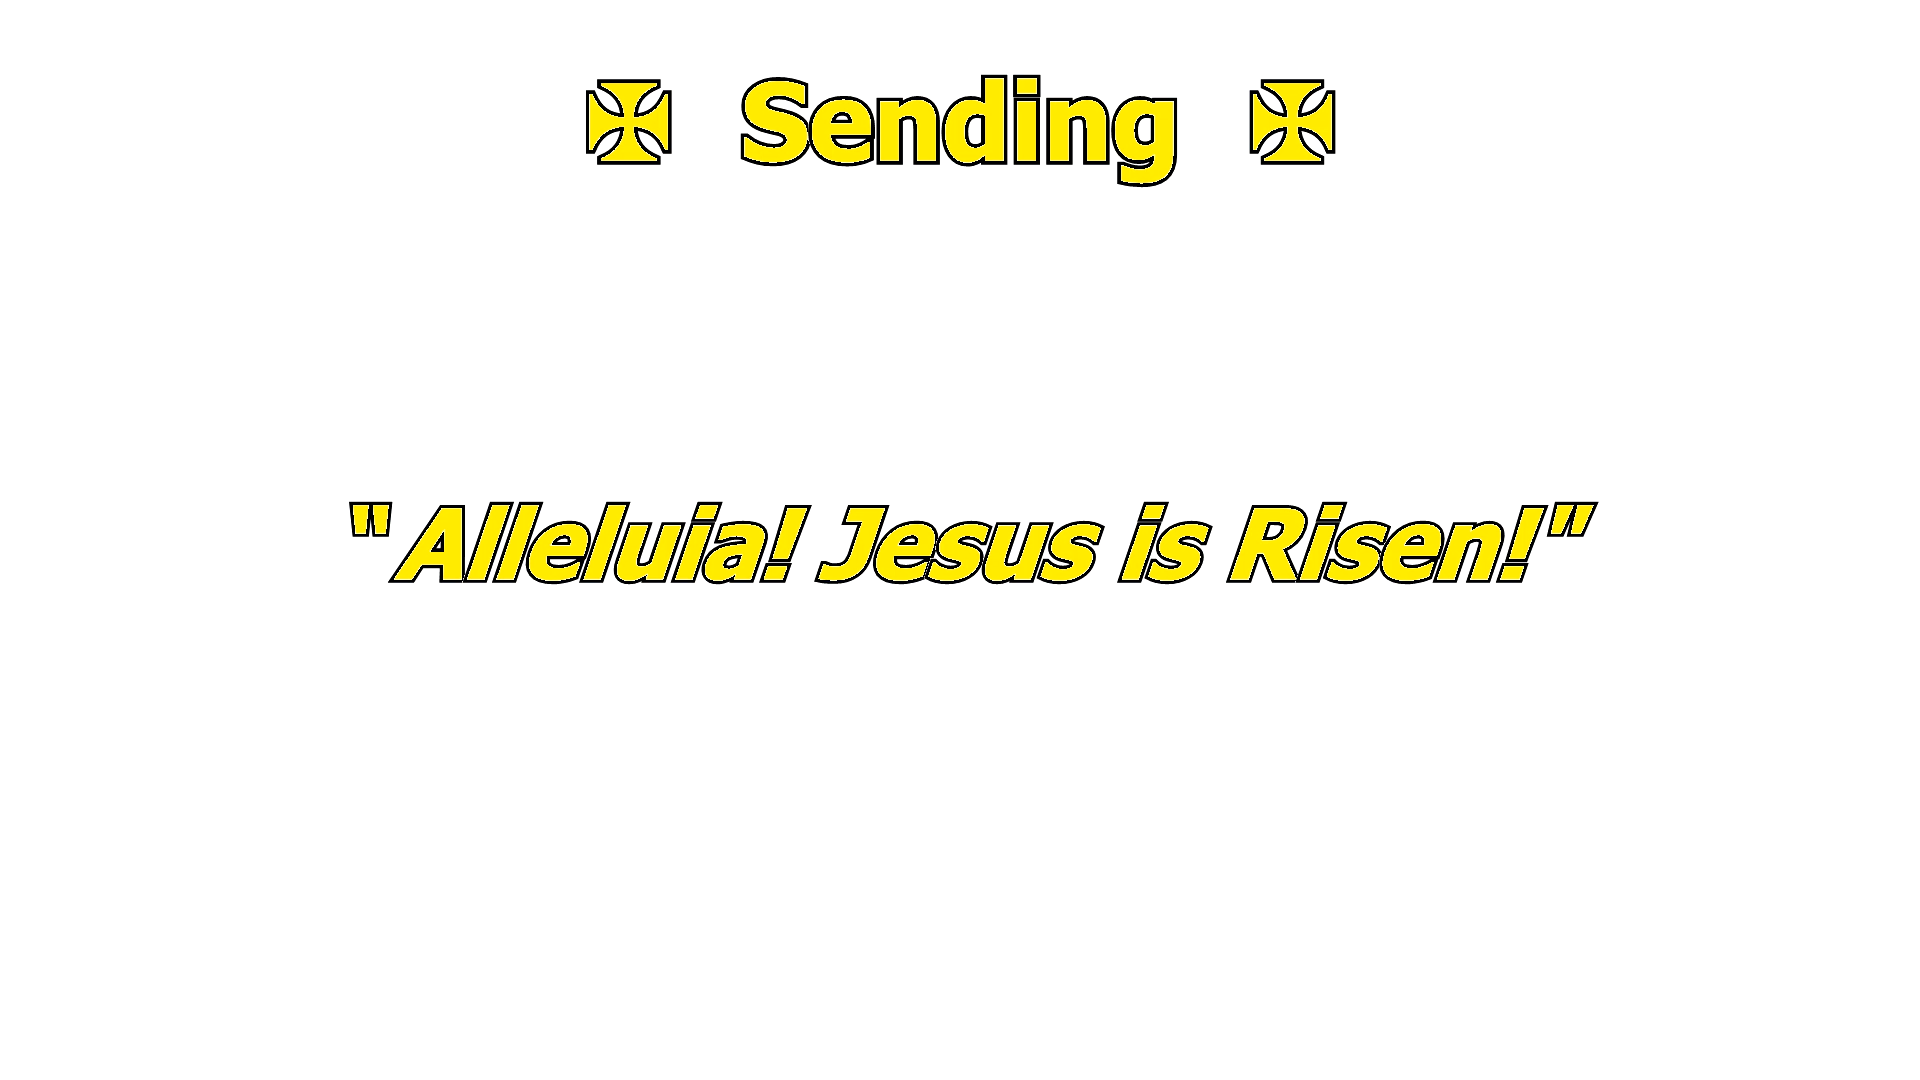 ✠ Sending ✠
"Alleluia! Jesus is Risen!"